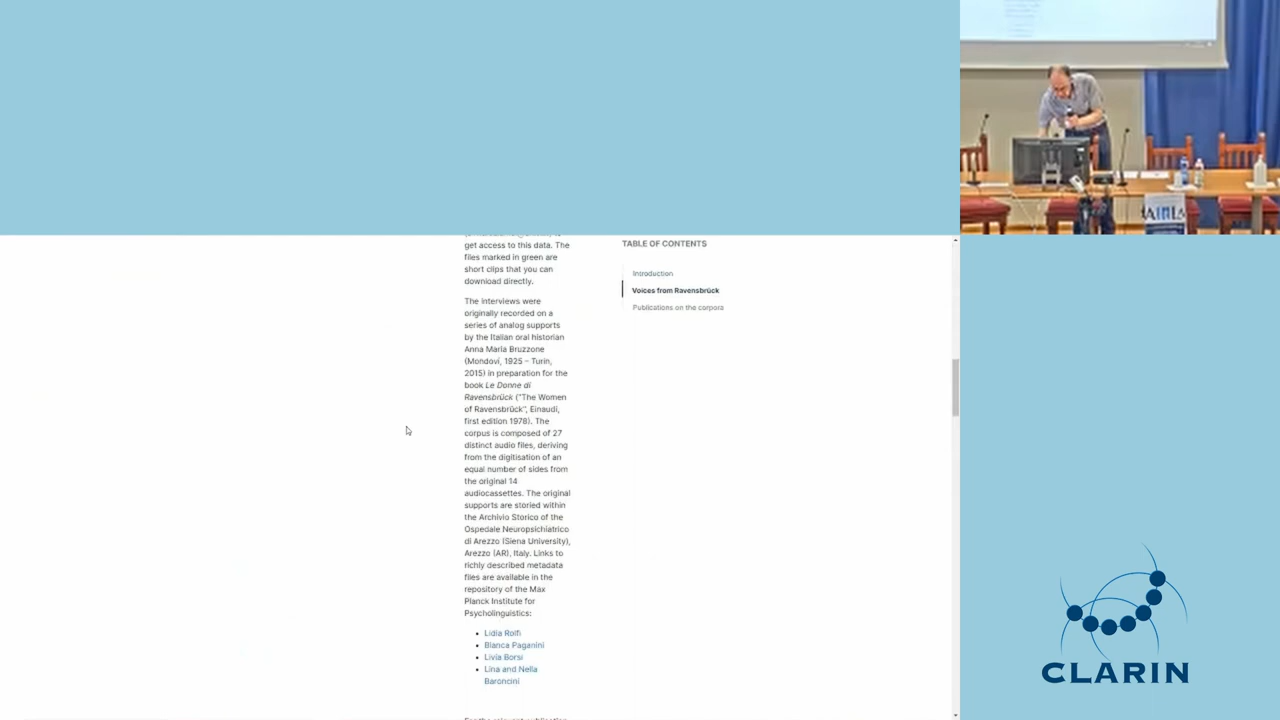 get access to this data. The
files marked in green are
short clips that you can
download directly.
The interviews were
originally recorded on a
series of analog supports
by the Italian oral historian
Anna Maria Bruzzone
(Mondovì, 1925 – Turin,
2015) in preparation for the
book Le Donne di
Ravensbrück ("The Women
of Ravensbrück", Einaudi,
first edition 1978). The
corpus is composed of 27
distinct audio files, deriving
from the digitisation of an
equal number of sides from
the original 14
audiocassettes. The original
supports are storied within
the Archivio Storico of the
Ospedale Neuropsichiatrico
di Arezzo (Siena University),
Arezzo (AR), Italy. Links to
richly described metadata
files are available in the
repository of the Max
Planck Institute for
Psycholinguistics:
• Lidia Rolfi
• Bianca Paganini
• Livia Borsi
• Lina and Nella
Baroncini
TABLE OF CONTENTS
Introduction
Voices from Ravensbrück
Publications on the corpora
AIMLA
CLARIN